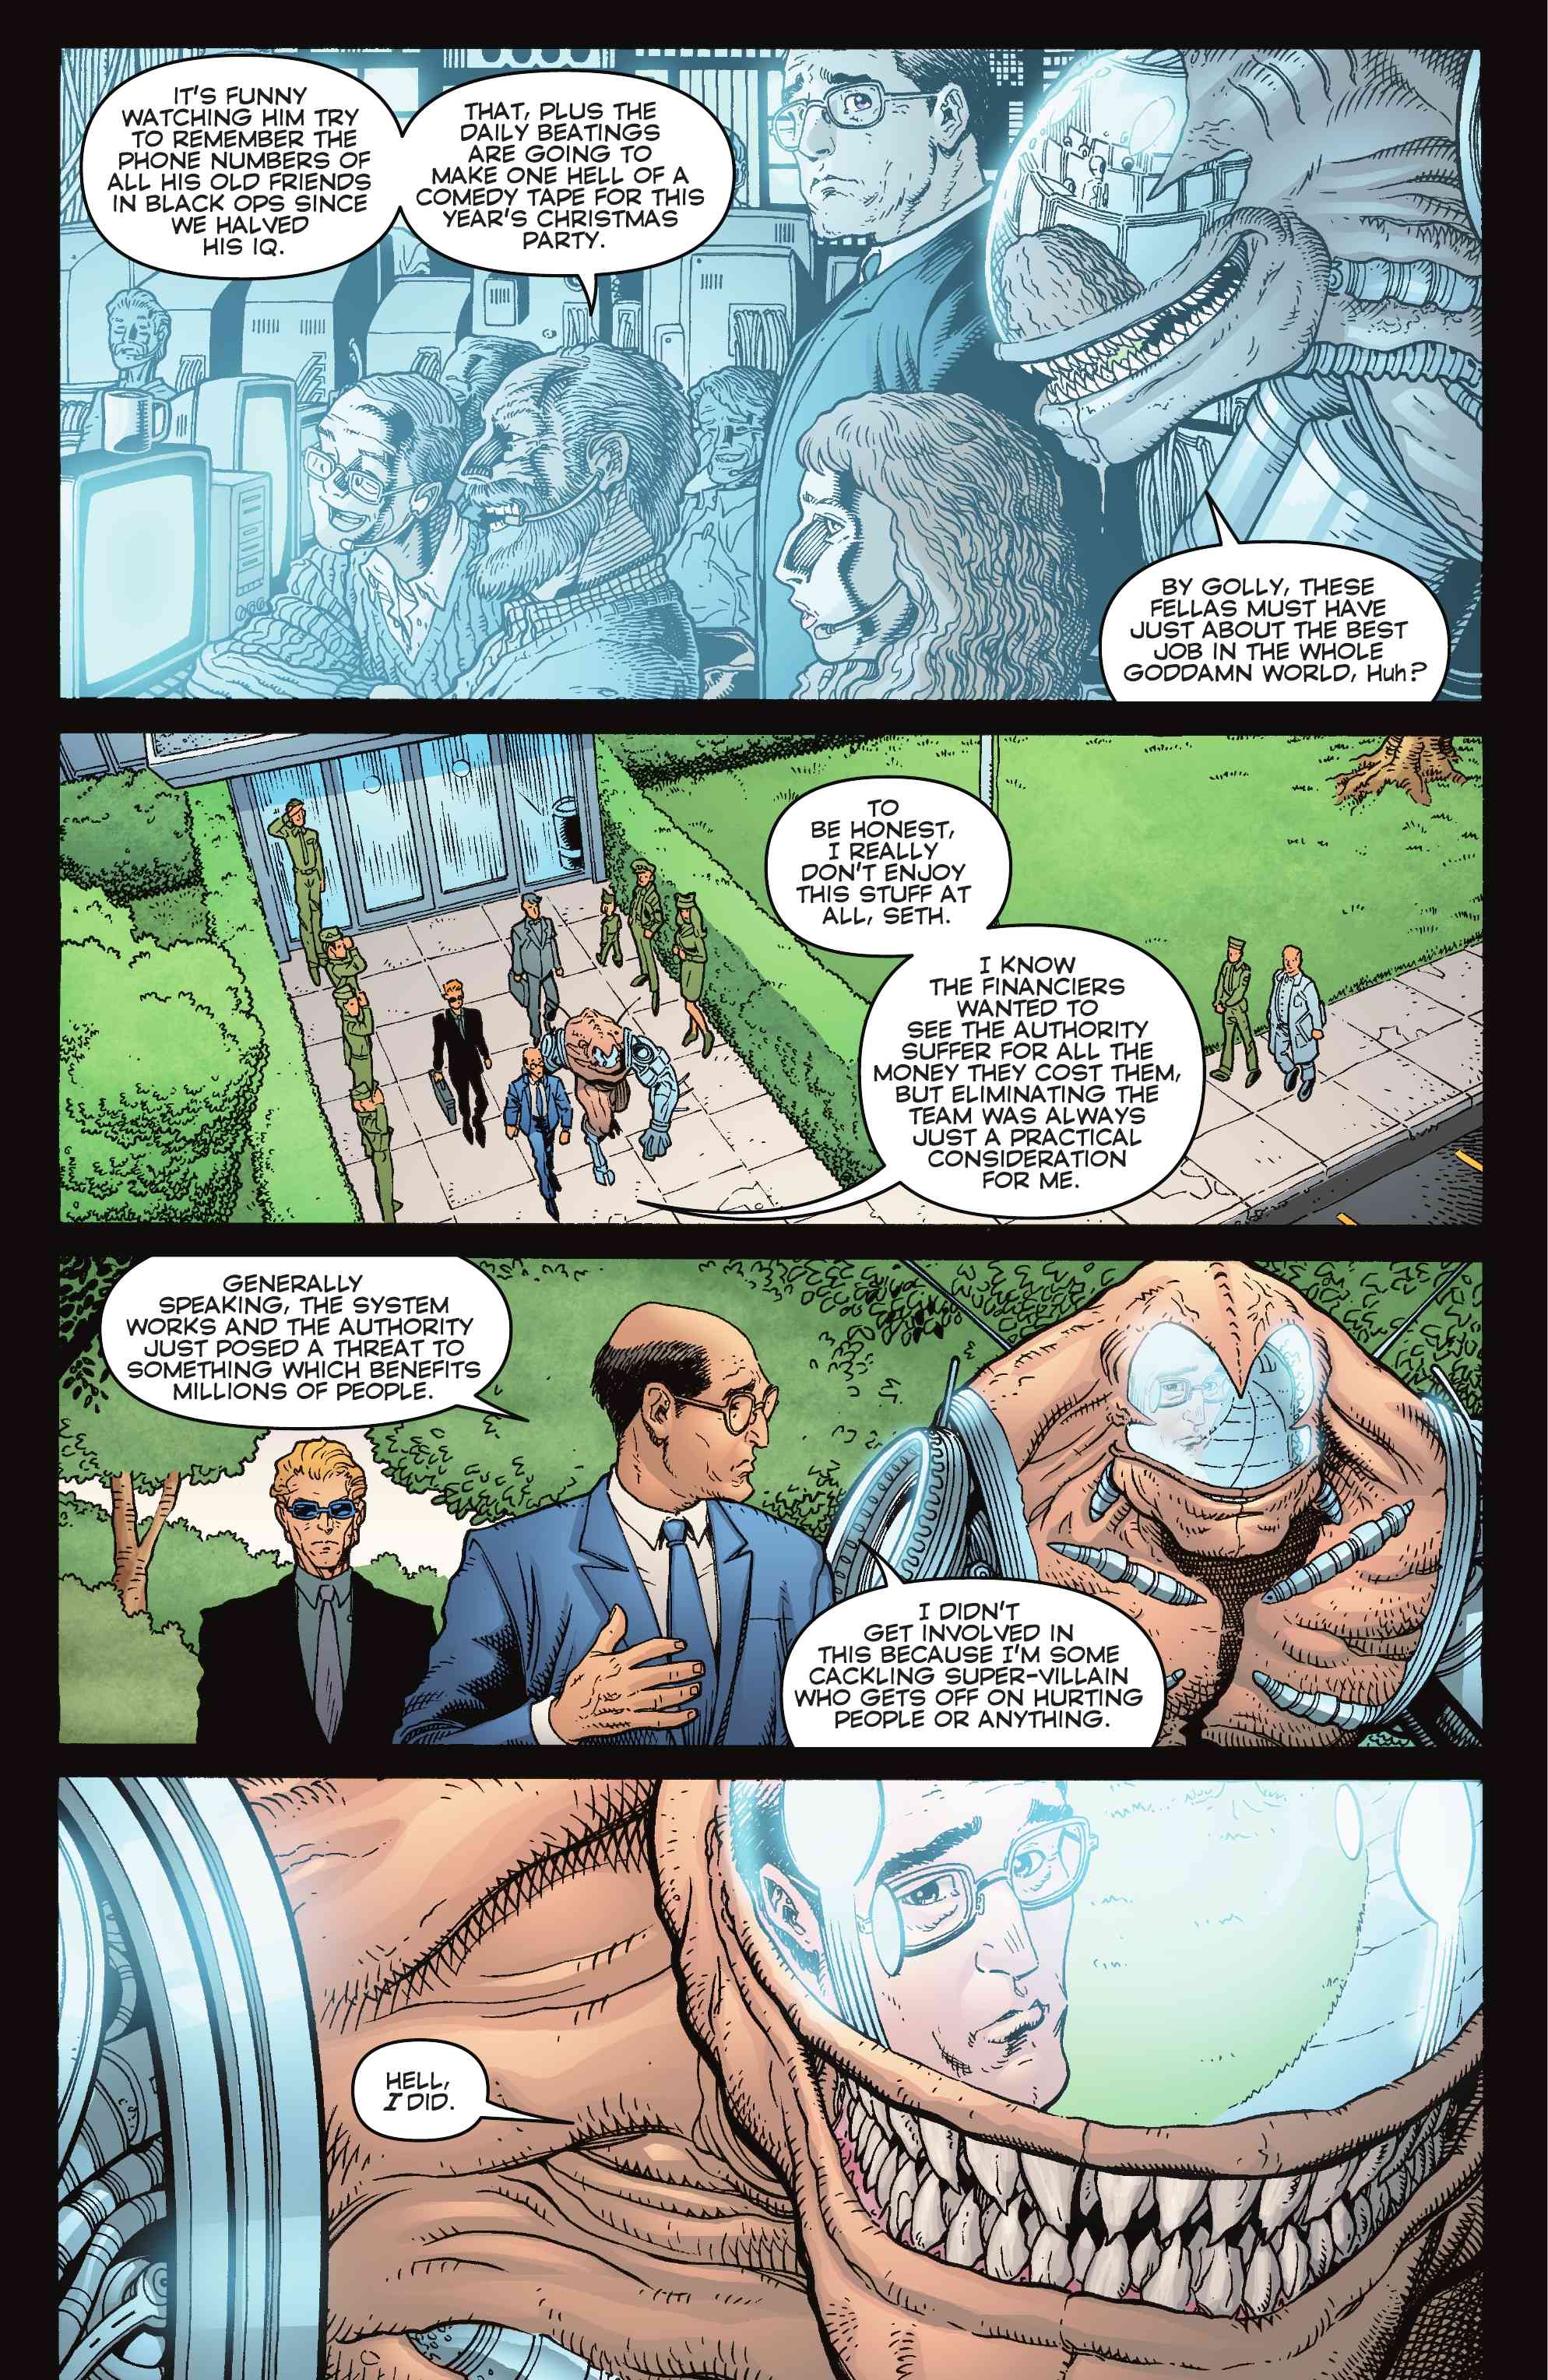 IT'S FUNNY
WATCHING HIM TRY
TO REMEMBER THE
PHONE NUMBERS OF
ALL HIS OLD FRIENDS
IN BLACK OPS SINCE
WE HALVED
HIS IQ.
THAT, PLUS THE
DAILY BEATINGS
ARE GOING TO
MAKE ONE HELL OF A
COMEDY TAPE FOR THIS
YEAR'S CHRISTMAS
PARTY.
BY GOLLY, THESE
FELLAS MUST HAVE
JUST ABOUT THE BEST
JOB IN THE WHOLE
GODDAMN WORLD, Huh?
TO
BE HONEST,
I REALLY
DON'T ENJOY
THIS STUFF AT
ALL, SETH.
I KNOW
THE FINANCIERS
WANTED TO
SEE THE AUTHORITY
SUFFER FOR ALL THE
MONEY THEY COST THEM,
BUT ELIMINATING THE
TEAM WAS ALWAYS
JUST A PRACTICAL
CONSIDERATION
FOR ME.
GENERALLY
SPEAKING, THE SYSTEM
WORKS AND THE AUTHORITY
JUST POSED A THREAT TO
SOMETHING WHICH BENEFITS
MILLIONS OF PEOPLE.
I DIDN'T
GET INVOLVED IN
THIS BECAUSE I'M SOME
CACKLING SUPER-VILLAIN
WHO GETS OFF ON HURTING
PEOPLE OR ANYTHING.
HELL,
I DID.